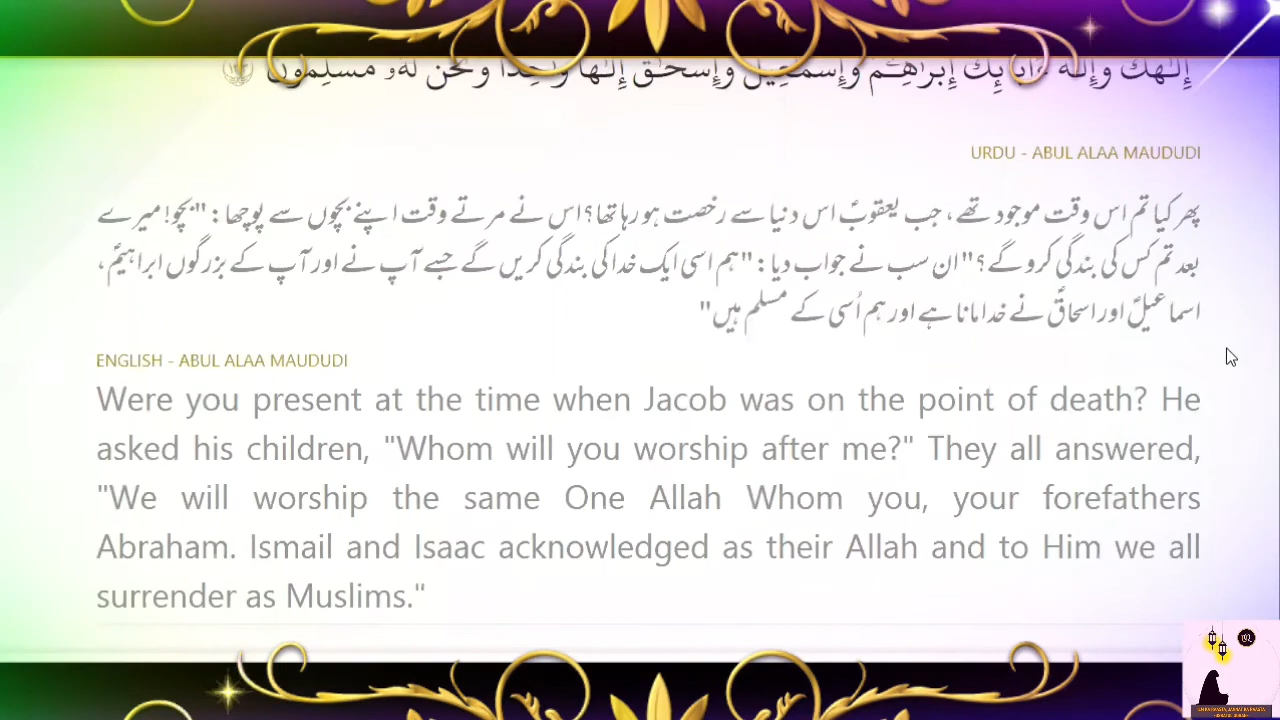 إِلَٰهَكَ وَإِلَٰهَ ءَابَآئِكَ إِبْرَٰهِـۧمَ وَإِسْمَٰعِيلَ وَإِسْحَٰقَ إِلَٰهًا وَٰحِدًا وَنَحْنُ لَهُۥ مُسْلِمُونَ
URDU - ABUL ALAA MAUDUDI
پھر کیا تم اس وقت موجود تھے، جب یعقوبؑ اس دنیا سے رخصت ہو رہا تھا؟اس نے مرتے وقت اپنے بچوں سے پوچھا: "بچو! میرے
بعد تم کس کی بندگی کرو گے؟" ان سب نے جواب دیا: "ہم اسی ایک خدا کی بندگی کریں گے جسے آپ نے اور آپ کے بزرگوں ابراہیمؑ،
اسماعیلؑ اور اسحاقؑ نے خدا مانا ہے اور ہم اُسی کے مسلم ہیں"
ENGLISH - ABUL ALAA MAUDUDI
Were you present at the time when Jacob was on the point of death? He
asked his children, "Whom will you worship after me?" They all answered,
"We will worship the same One Allah Whom you, your forefathers
Abraham. Ismail and Isaac acknowledged as their Allah and to Him we all
surrender as Muslims."